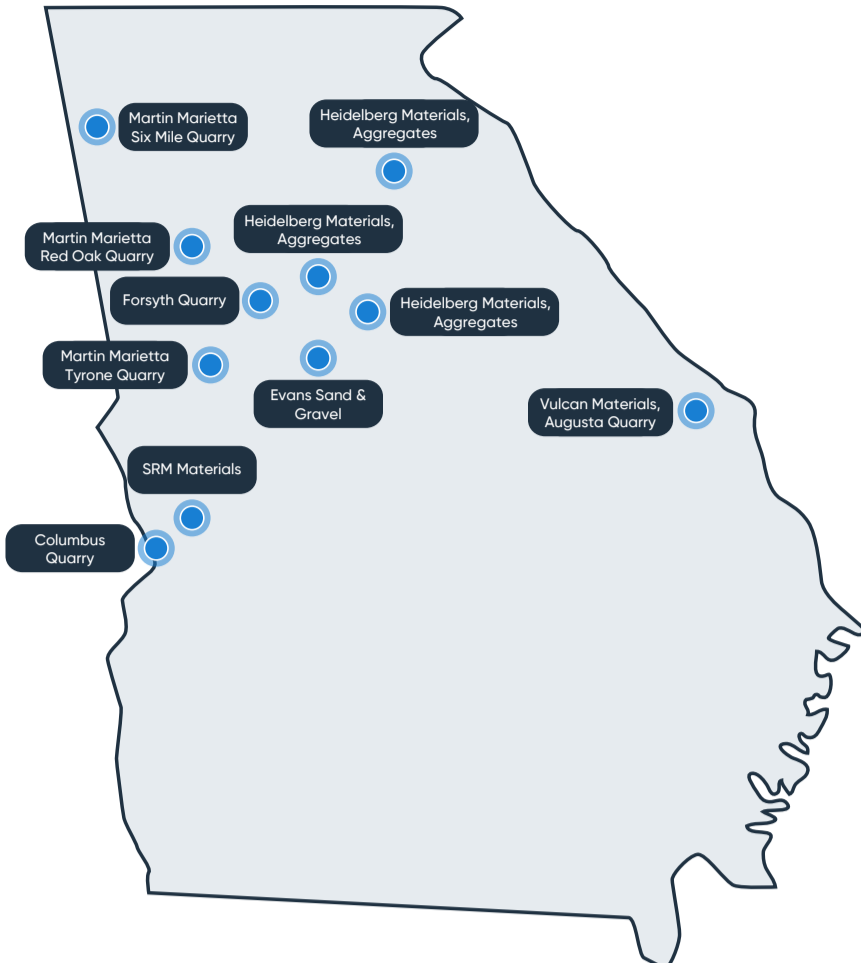 Martin Marietta
Six Mile Quarry
Heidelberg Materials,
Aggregates
Heidelberg Materials,
Aggregates
Martin Marietta
Red Oak Quarry
Forsyth Quarry
Heidelberg Materials,
Aggregates
Martin Marietta
Tyrone Quarry
Evans Sand &
Gravel
Vulcan Materials,
Augusta Quarry
SRM Materials
Columbus
Quarry